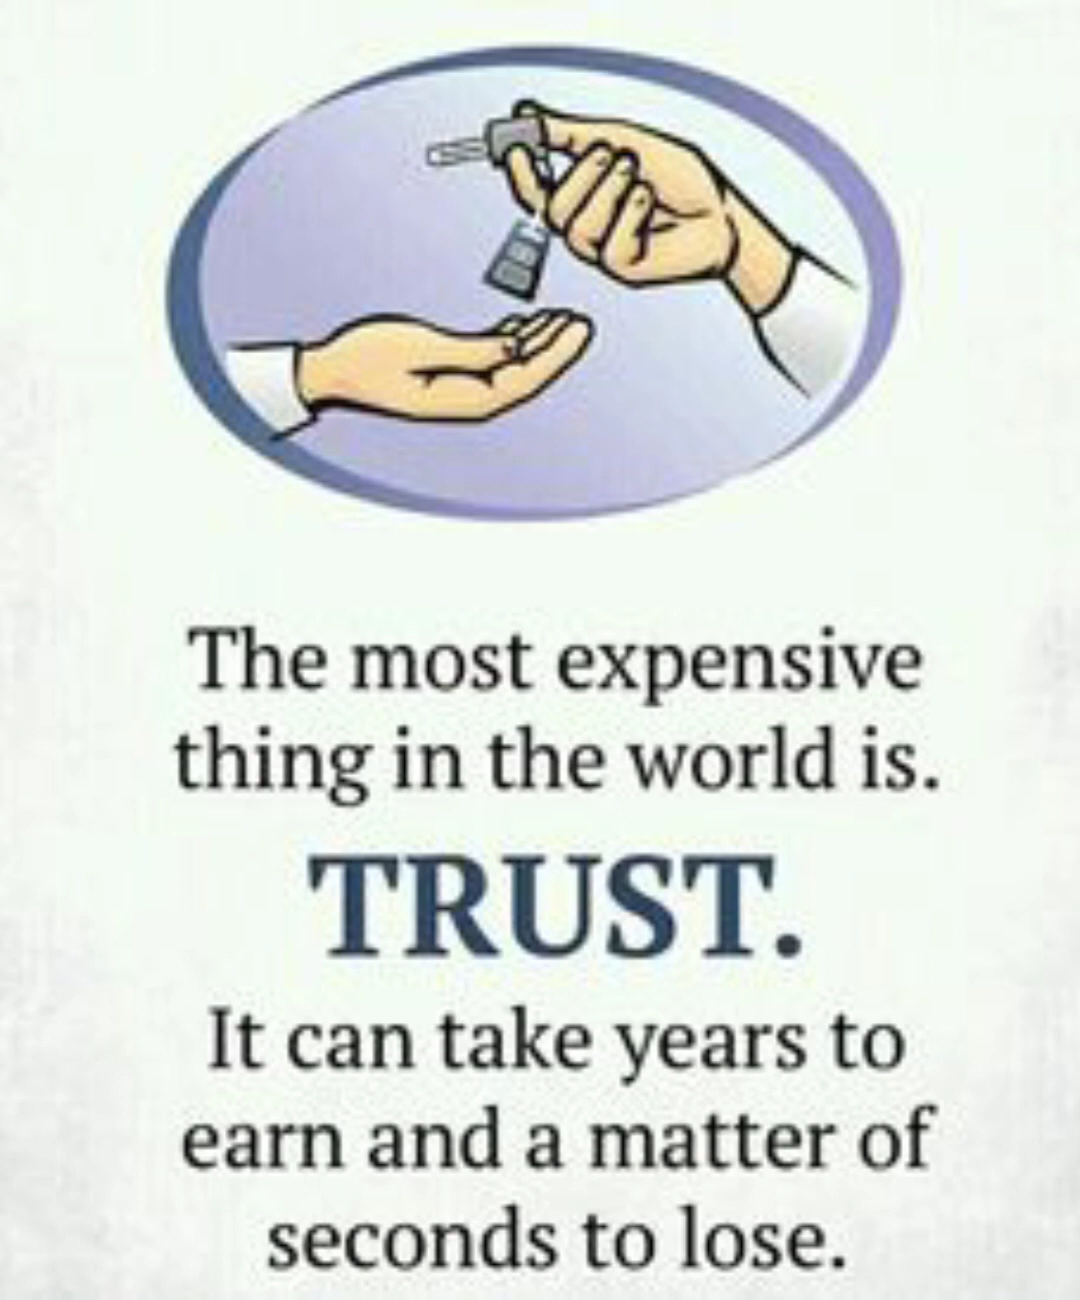 The most expensive
thing in the world is.
TRUST.
It can take years to
earn and a matter of
seconds to lose.